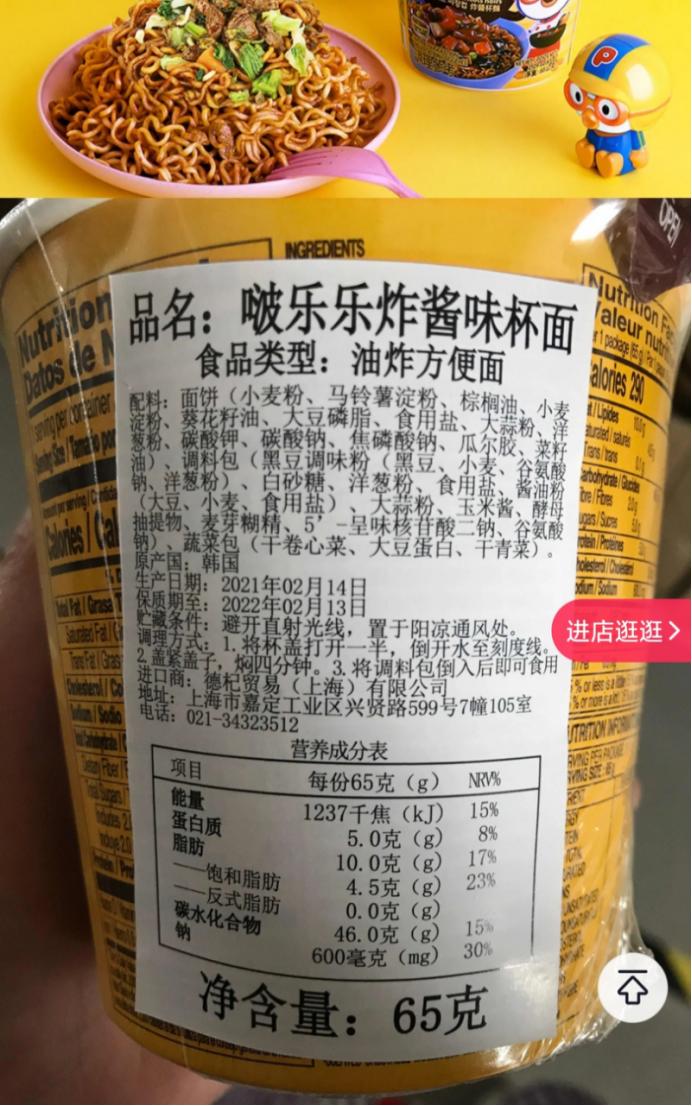 P
OPE
INGREDIENTS
Nutrition
Datos de N
品名：啵乐乐炸酱味杯面
食品类型：油炸方便面
配料：面饼（小麦粉、马铃薯淀粉、棕榈油、小麦
淀粉、葵花籽油、大豆磷脂、食用盐、大蒜粉、洋
葱粉、碳酸钾、碳酸钠、焦磷酸钠、瓜尔胶、菜籽
油）、调料包（黑豆调味粉（黑豆、小麦、谷氨酸
钠、洋葱粉）、白砂糖、洋葱粉、食用盐、酱油粉
（大豆、小麦、食用盐）、大蒜粉、玉米酱、酵母
抽提物、麦芽糊精、5’-呈味核苷酸二钠、谷氨酸
钠）、蔬菜包（干卷心菜、大豆蛋白、干青菜）。
原产国：韩国
生产日期：2021年02月14日
保质期至：2022年02月13日
贮藏条件：避开直射光线，置于阳凉通风处。
调理方式：1.将杯盖打开一半，倒开水至刻度线。
2.盖紧盖子，焖四分钟。3.将调料包倒入后即可食用
进口商：德杞贸易（上海）有限公司
地址：上海市嘉定工业区兴贤路599号7幢105室
电话：021-34323512
营养成分表
项目 每份65克（g） NRV%
能量 1237千焦（kJ） 15%
蛋白质 5.0克（g） 8%
脂肪 10.0克（g） 17%
——饱和脂肪 4.5克（g） 23%
——反式脂肪 0.0克（g）
碳水化合物 46.0克（g） 15%
钠 600毫克（mg） 30%
净含量：65克
Nutrition Fa
Valeur nutri
r 1 package (65 g) / Par
alories 290
进店逛逛